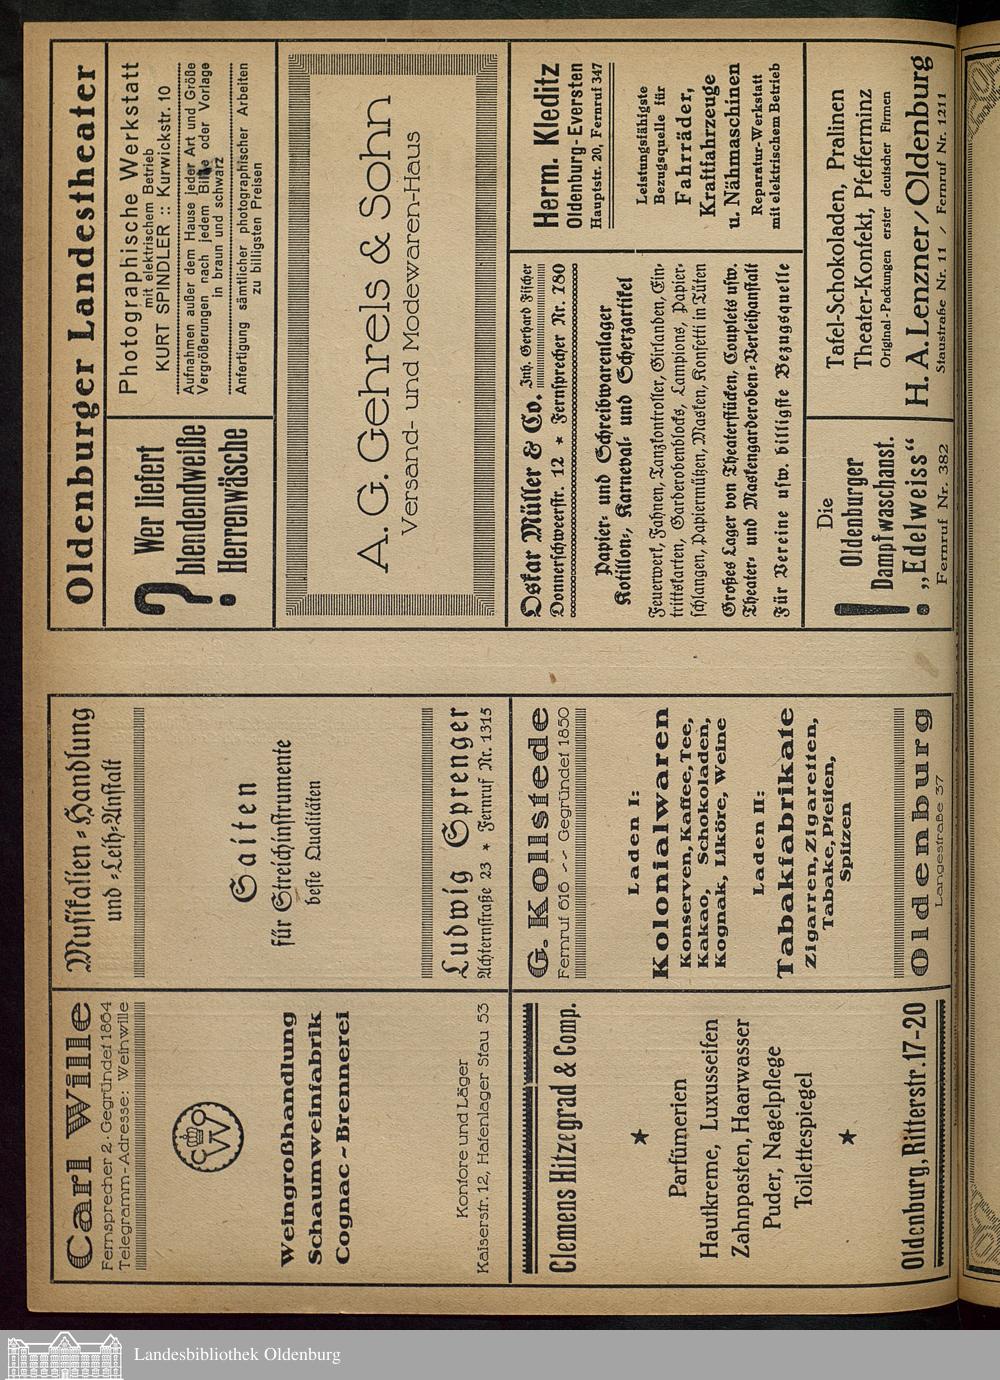 Carl Wille
Fernsprecher 2 · Gegründet 1864
Telegramm-Adresse: Weinwille
Weingroßhandlung
Schaumweinfabrik
Cognac-Brennerei
Kontore und Läger
Kaiserstr. 12, Hafenlager Stau 53
Musikalien-Handlung
und -Leih-Anstalt
Saiten
für Streichinstrumente
beste Qualitäten
Ludwig Sprenger
Achternstraße 23 * Fernruf Nr. 1315
Clemens Hitzegrad & Comp.
Parfümerien
Hautkreme, Luxusseifen
Zahnpasten, Haarwasser
Puder, Nagelpflege
Toilettespiegel
Oldenburg, Ritterstr. 17-20
G. Kollstede
Fernruf 616 -- Gegründet 1850
Laden I:
Kolonialwaren
Konserven, Kaffee, Tee,
Kakao, Schokoladen,
Kognak, Liköre, Weine
Laden II:
Tabakfabrikate
Zigarren, Zigaretten,
Tabake, Pfeifen,
Spitzen
Oldenburg
Langestraße 37
Oldenburger Landestheater
? Wer liefert
blendendweiße
Herrenwäsche
Photographische Werkstatt
mit elektrischem Betrieb
KURT SPINDLER :: Kurwickstr. 10
Aufnahmen außer dem Hause jeder Art und Größe
Vergrößerungen nach jedem Bilde oder Vorlage
in braun und schwarz
Anfertigung sämtlicher photographischer Arbeiten
zu billigsten Preisen
A. G. Gehrels & Sohn
Versand- und Modewaren-Haus
Oskar Müller & Co. Inh. Gerhard Fischer
Donnerschweerstr. 12 * Fernsprecher Nr. 780
Papier- und Schreibwarenlager
Kotillon-, Karneval- und Scherzartikel
Feuerwerk, Fahnen, Tanzkontroller, Girlanden, Ein-
trittskarten, Garderobenblocks, Lampions, Papier-
schlangen, Papiermützen, Masken, Konfetti in Tüten
Großes Lager von Theaterstücken, Couplets usw.
Theater- und Maskengarderoben-Verleihanstalt
Für Vereine usw. billigste Bezugsquelle
Herm. Kleditz
Oldenburg-Eversten
Hauptstr. 20, Fernruf 347
Leistungsfähigste
Bezugsquelle für
Fahrräder,
Kraftfahrzeuge
u. Nähmaschinen
Reparatur-Werkstatt
mit elektrischem Betrieb
! Die
Oldenburger
Dampfwaschanst.
„Edelweiss“
Fernruf Nr. 382
Tafel-Schokoladen, Pralinen
Theater-Konfekt, Pfefferminz
Original-Packungen erster deutscher Firmen
H. A. Lenzner / Oldenburg
Staustraße Nr. 11 / Fernruf Nr. 1211
Landesbibliothek Oldenburg